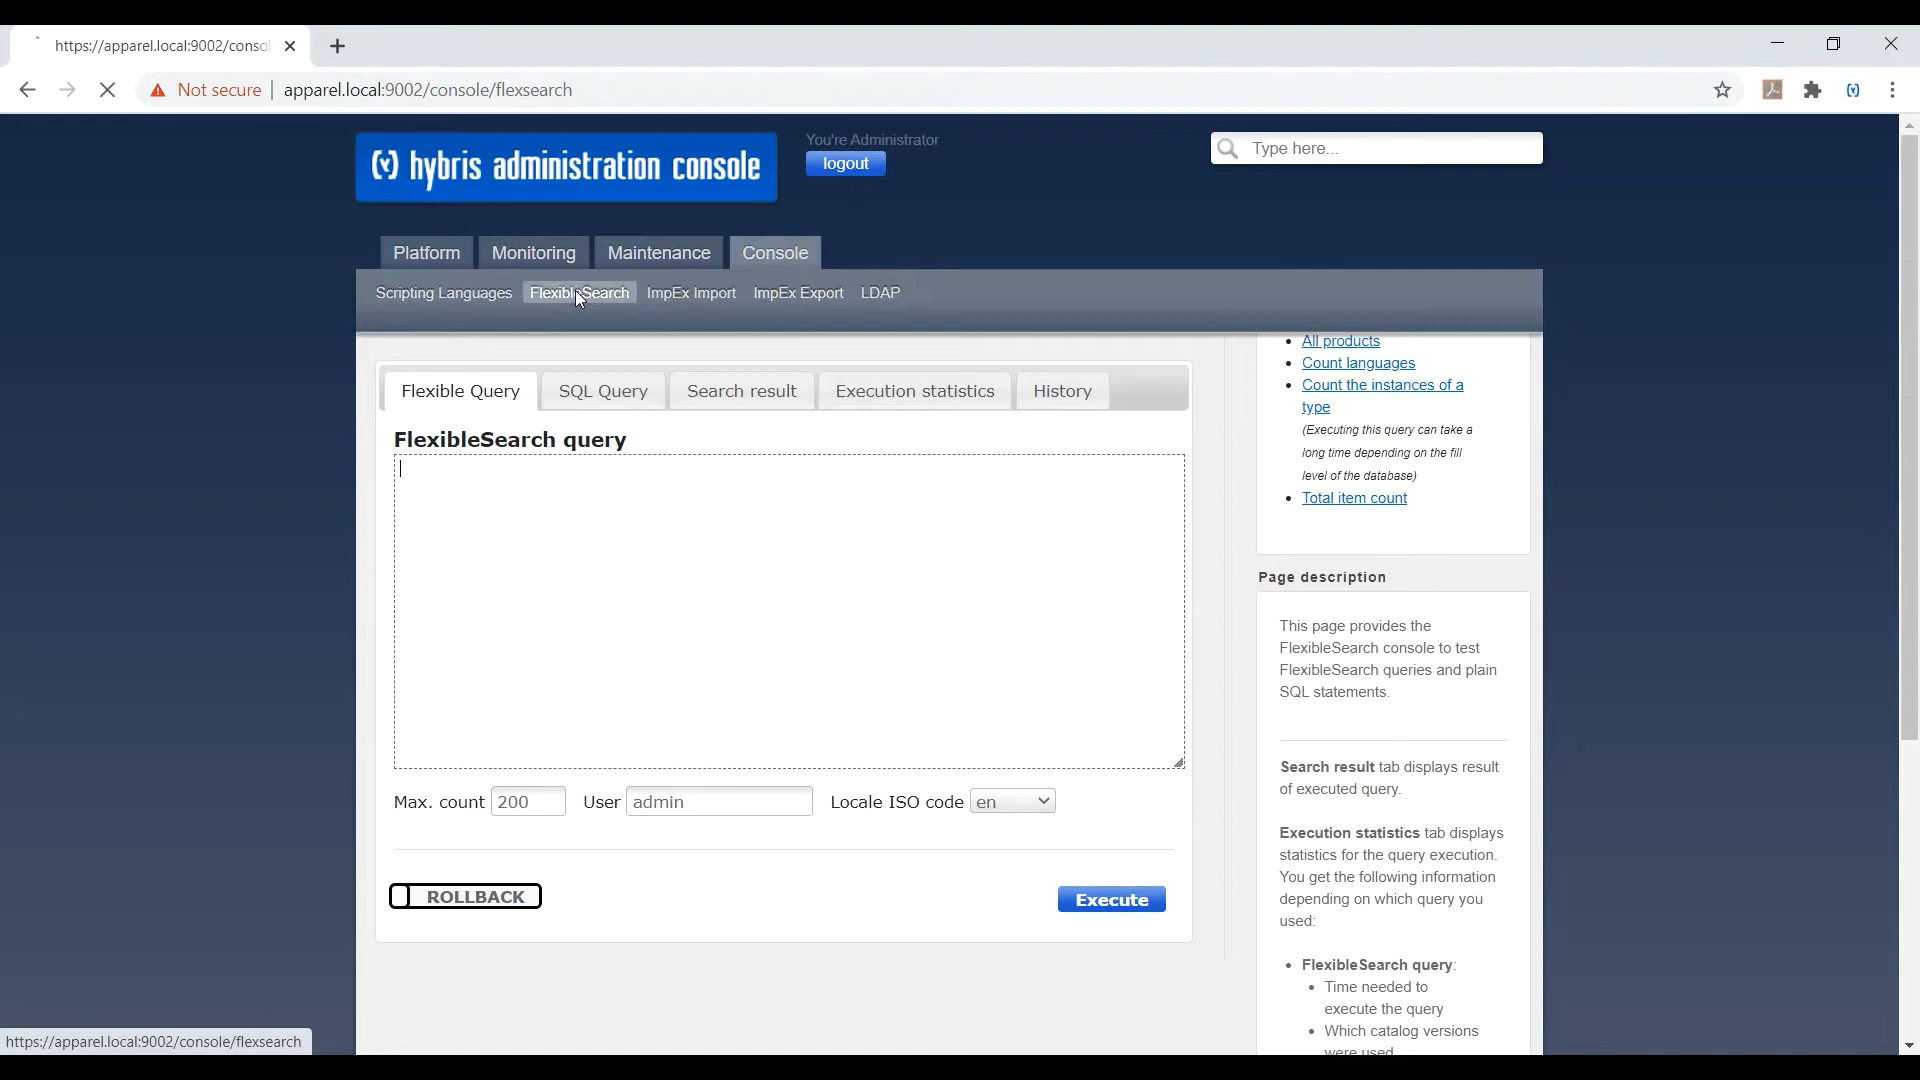 https://apparel.local:9002/consol
Not secure | apparel.local:9002/console/flexsearch
(Y) hybris administration console
You're Administrator
logout
Type here...
Platform Monitoring Maintenance Console
Scripting Languages FlexibleSearch ImpEx Import ImpEx Export LDAP
Flexible Query SQL Query Search result Execution statistics History
FlexibleSearch query
Max. count 200 User admin Locale ISO code en
ROLLBACK Execute
• All products
• Count languages
• Count the instances of a
type
(Executing this query can take a
long time depending on the fill
level of the database)
• Total item count
Page description
This page provides the
FlexibleSearch console to test
FlexibleSearch queries and plain
SQL statements.
Search result tab displays result
of executed query.
Execution statistics tab displays
statistics for the query execution.
You get the following information
depending on which query you
used:
• FlexibleSearch query:
• Time needed to
execute the query
• Which catalog versions
were used
https://apparel.local:9002/console/flexsearch